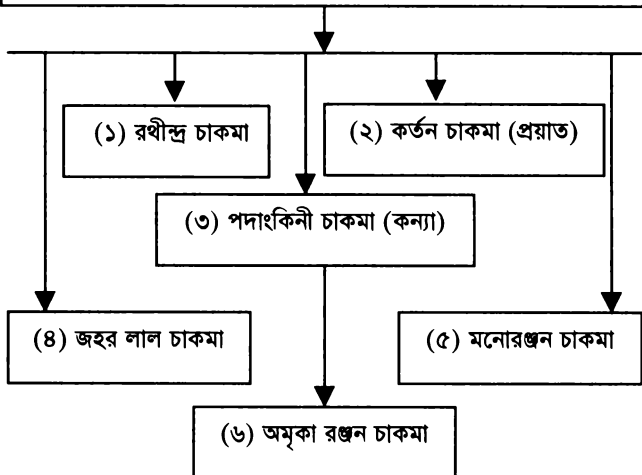 (১) রথীন্দ্র চাকমা
(২) কর্তন চাকমা (প্রয়াত)
(৩) পদাংকিনী চাকমা (কন্যা)
(৪) জহর লাল চাকমা
(৫) মনোরঞ্জন চাকমা
(৬) অমৃকা রঞ্জন চাকমা